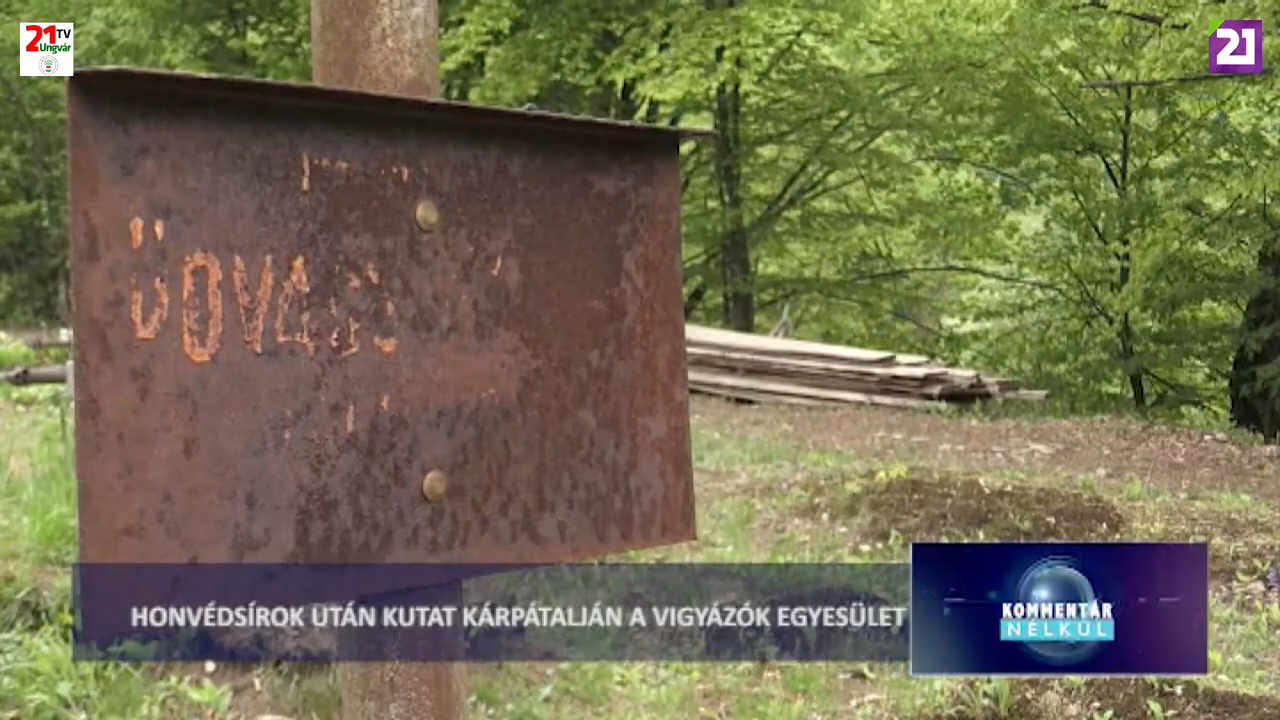 21 TV
Ungvár
21
HONVÉDSÍROK UTÁN KUTAT KÁRPÁTALJÁN A VIGYÁZÓK EGYESÜLET
KOMMENTÁR
NÉLKÜL